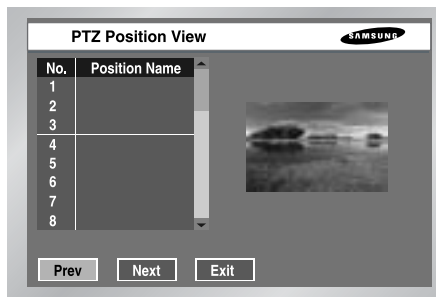 PTZ Position View
SAMSUNG
No. Position Name
1
2
3
4
5
6
7
8
Prev Next Exit